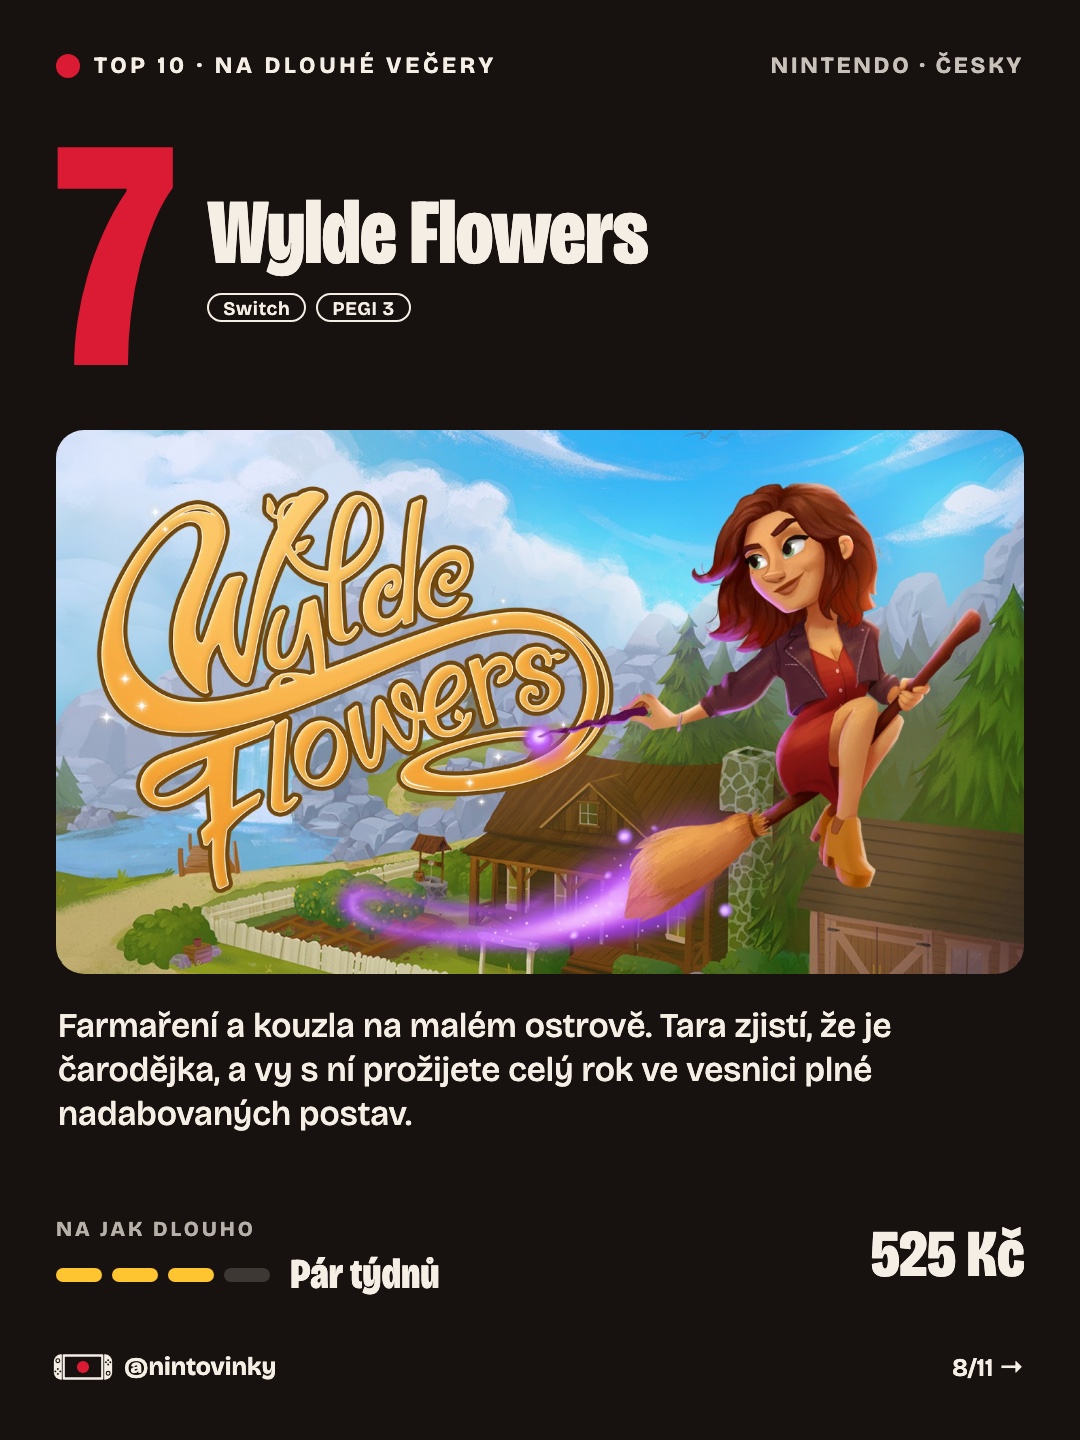 TOP 10 · NA DLOUHÉ VEČERY
NINTENDO · ČESKY
7
Wylde Flowers
Switch
PEGI 3
Wylde
Flowers
Farmaření a kouzla na malém ostrově. Tara zjistí, že je
čarodějka, a vy s ní prožijete celý rok ve vesnici plné
nadabovaných postav.
NA JAK DLOUHO
Pár týdnů
525 Kč
@nintovinky
8/11 →